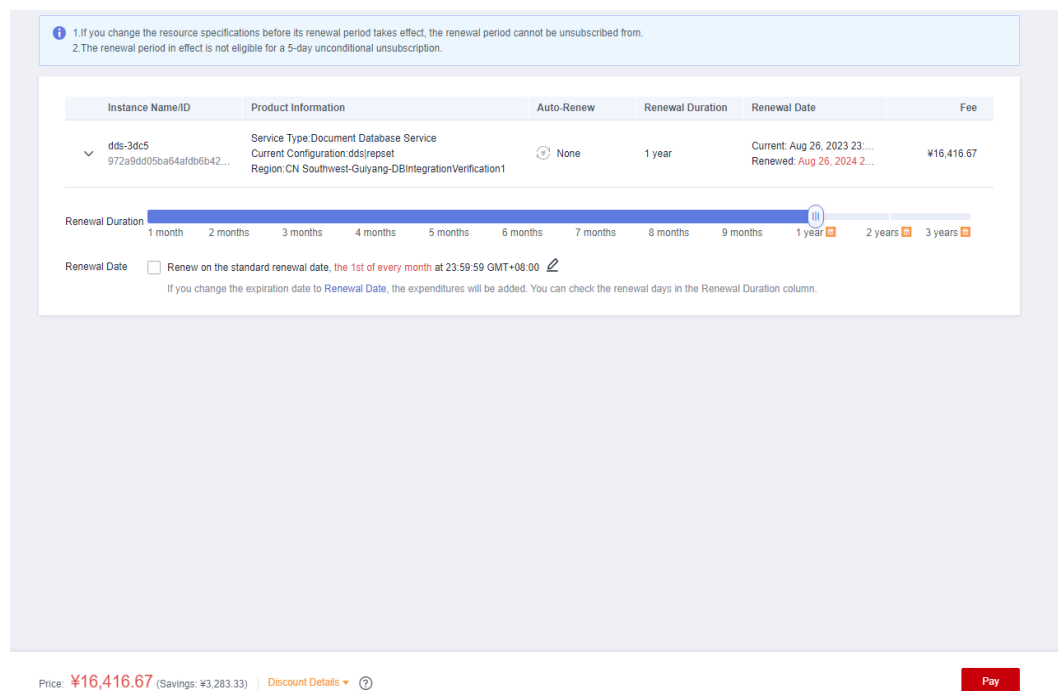 1.If you change the resource specifications before its renewal period takes effect, the renewal period cannot be unsubscribed from.
2.The renewal period in effect is not eligible for a 5-day unconditional unsubscription.
Instance Name/ID Product Information Auto-Renew Renewal Duration Renewal Date Fee
dds-3dc5
972a9dd05ba64afdb6b42...
Service Type:Document Database Service
Current Configuration:dds|repset
Region:CN Southwest-Guiyang-DBIntegrationVerification1
None
1 year
Current: Aug 26, 2023 23:...
Renewed: Aug 26, 2024 2...
¥16,416.67
Renewal Duration
1 month 2 months 3 months 4 months 5 months 6 months 7 months 8 months 9 months 1 year 2 years 3 years
Renewal Date Renew on the standard renewal date, the 1st of every month at 23:59:59 GMT+08:00
If you change the expiration date to Renewal Date, the expenditures will be added. You can check the renewal days in the Renewal Duration column.
Price: ¥16,416.67 (Savings: ¥3,283.33) Discount Details Pay